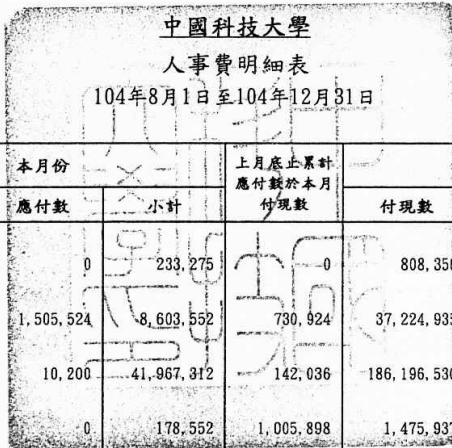 中國科技大學
人事費明細表
104年8月1日至104年12月31日
本月份
上月底止累計
應付數於本月
付現數
應付數 小計 付現數
0 233,275 0 808,350
1,505,524 8,603,552 730,924 37,224,935
10,200 41,967,312 142,036 186,196,530
0 178,552 1,005,898 1,475,937